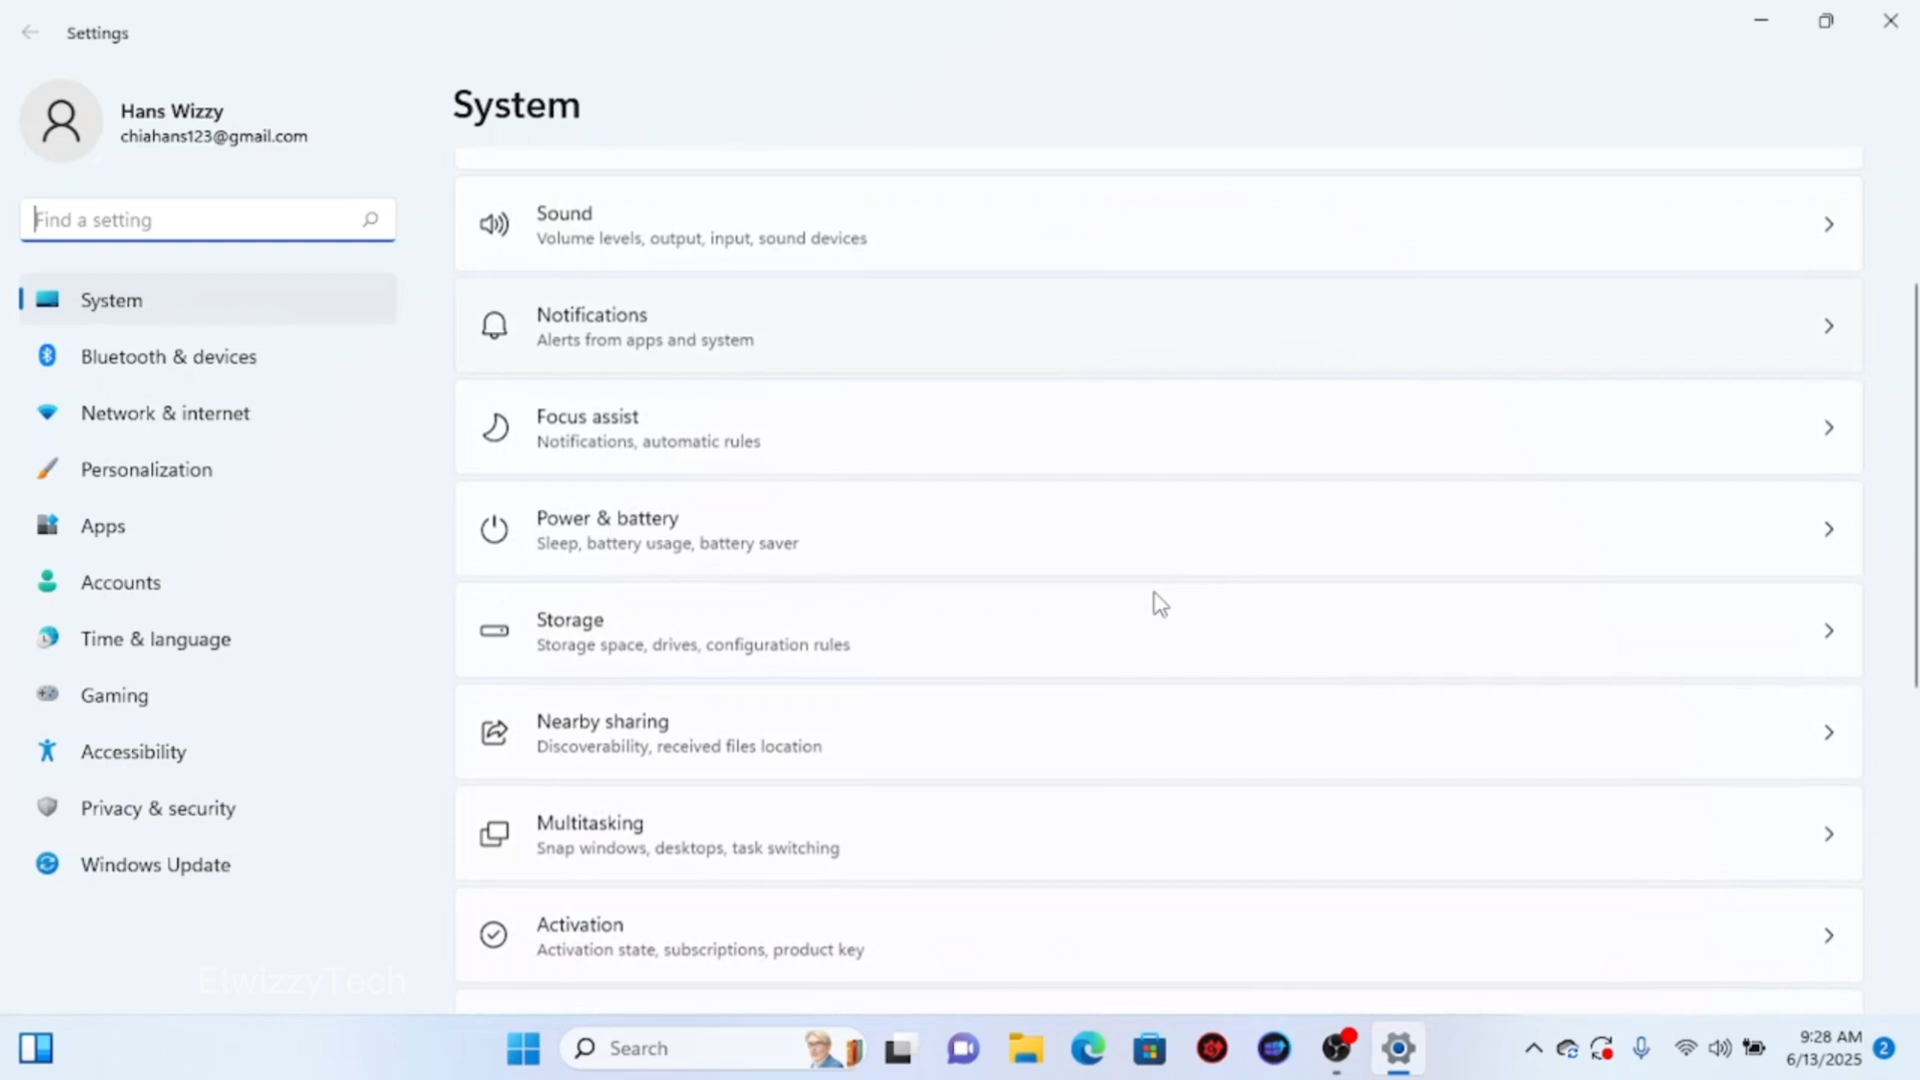 Settings
Hans Wizzy
chiahans123@gmail.com
Find a setting
System
Bluetooth & devices
Network & internet
Personalization
Apps
Accounts
Time & language
Gaming
Accessibility
Privacy & security
Windows Update
System
Sound
Volume levels, output, input, sound devices
Notifications
Alerts from apps and system
Focus assist
Notifications, automatic rules
Power & battery
Sleep, battery usage, battery saver
Storage
Storage space, drives, configuration rules
Nearby sharing
Discoverability, received files location
Multitasking
Snap windows, desktops, task switching
Activation
Activation state, subscriptions, product key
ElwizzyTech
Search
9:28 AM
6/13/2025
2